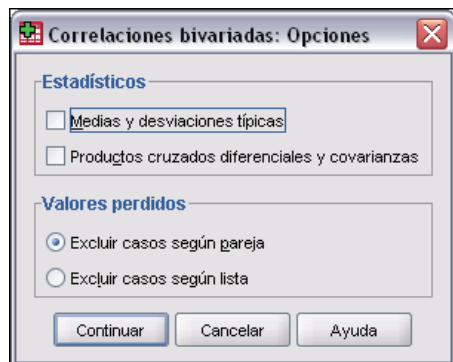 Correlaciones bivariadas: Opciones
Estadísticos
Medias y desviaciones típicas
Productos cruzados diferenciales y covarianzas
Valores perdidos
Excluir casos según pareja
Excluir casos según lista
Continuar
Cancelar
Ayuda